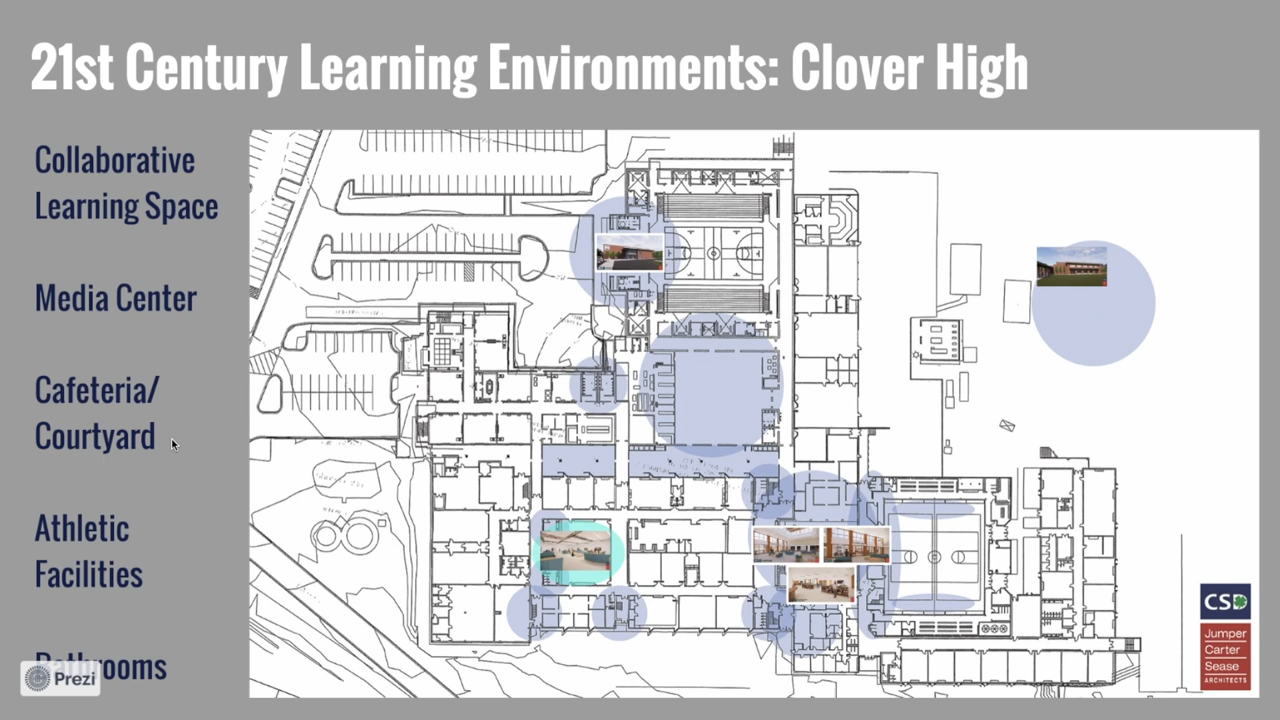 21st Century Learning Environments: Clover High
Collaborative
Learning Space
Media Center
Cafeteria/
Courtyard
Athletic
Facilities
Bathrooms
Prezi
CSD
Jumper
Carter
Sease
ARCHITECTS